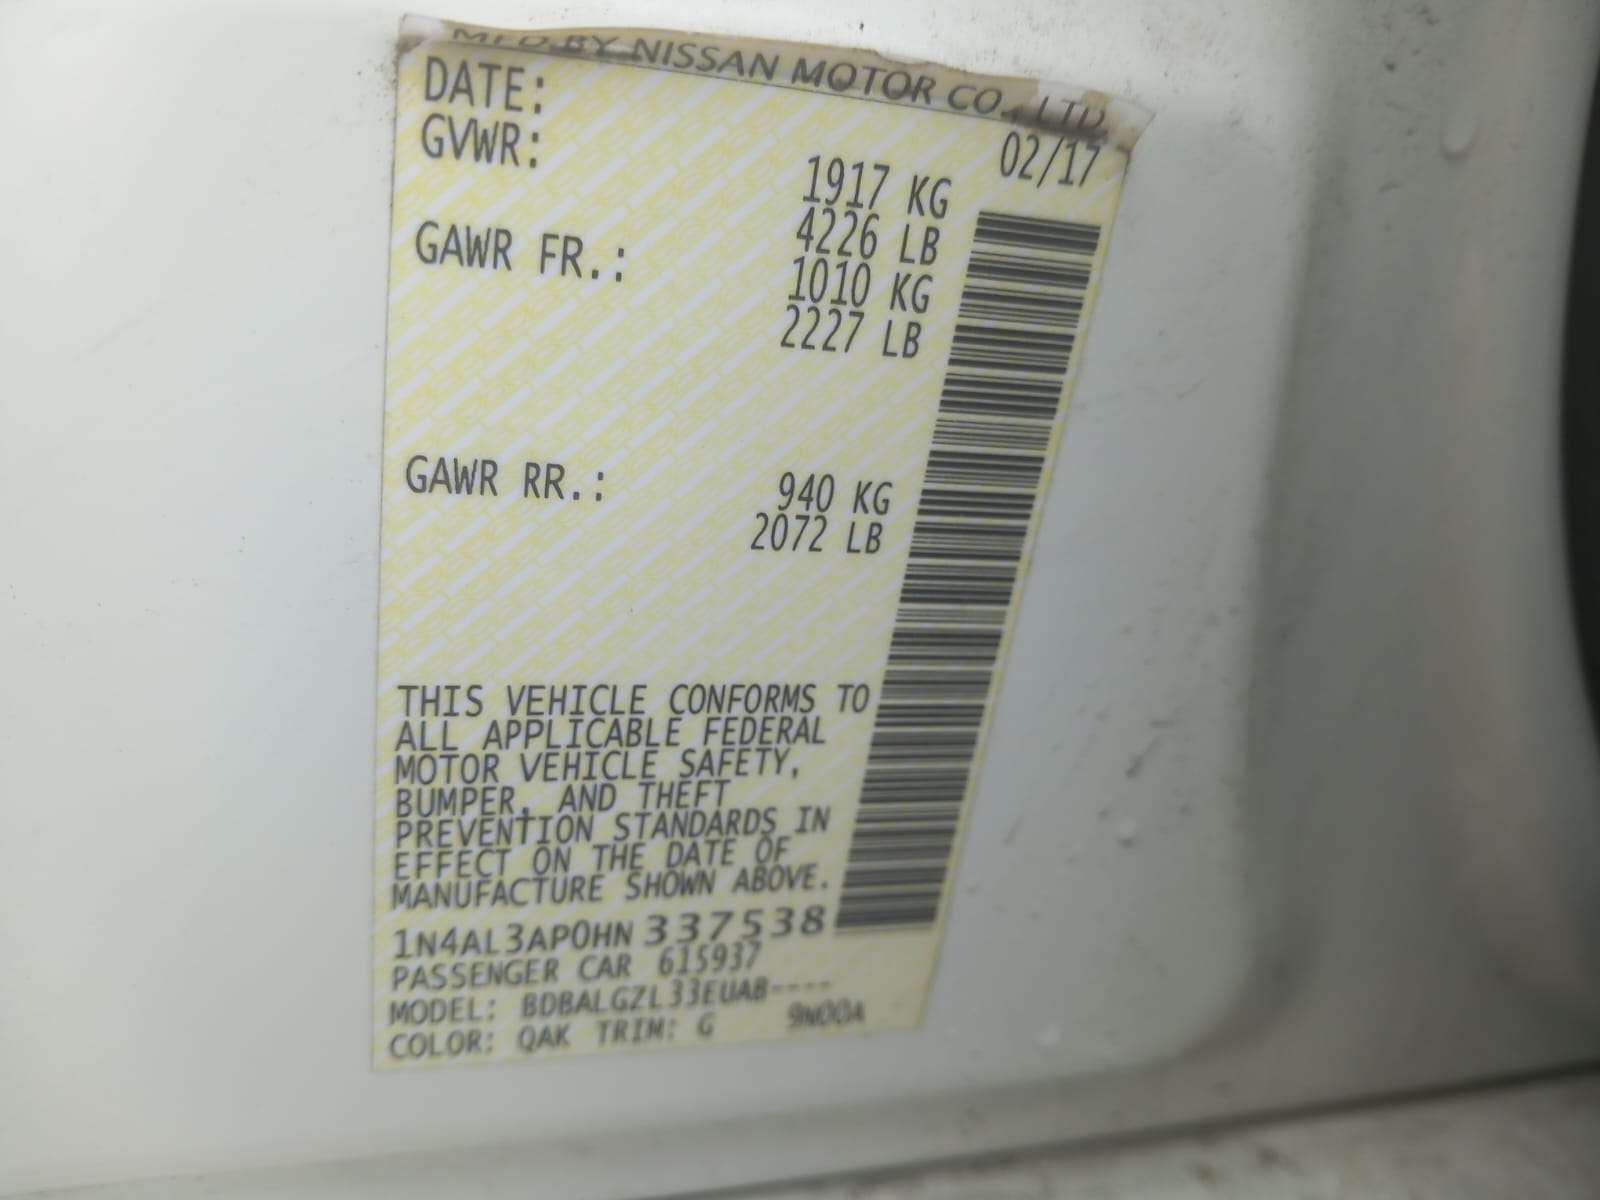 MFD.BY NISSAN MOTOR CO., LTD.
DATE: 02/17
GVWR: 1917 KG
4226 LB
GAWR FR.: 1010 KG
2227 LB
GAWR RR.: 940 KG
2072 LB
THIS VEHICLE CONFORMS TO
ALL APPLICABLE FEDERAL
MOTOR VEHICLE SAFETY,
BUMPER, AND THEFT
PREVENTION STANDARDS IN
EFFECT ON THE DATE OF
MANUFACTURE SHOWN ABOVE.
1N4AL3AP0HN337538
PASSENGER CAR 615937
MODEL: BDBALGZL33EUAB----
COLOR: QAK TRIM: G 9N00A